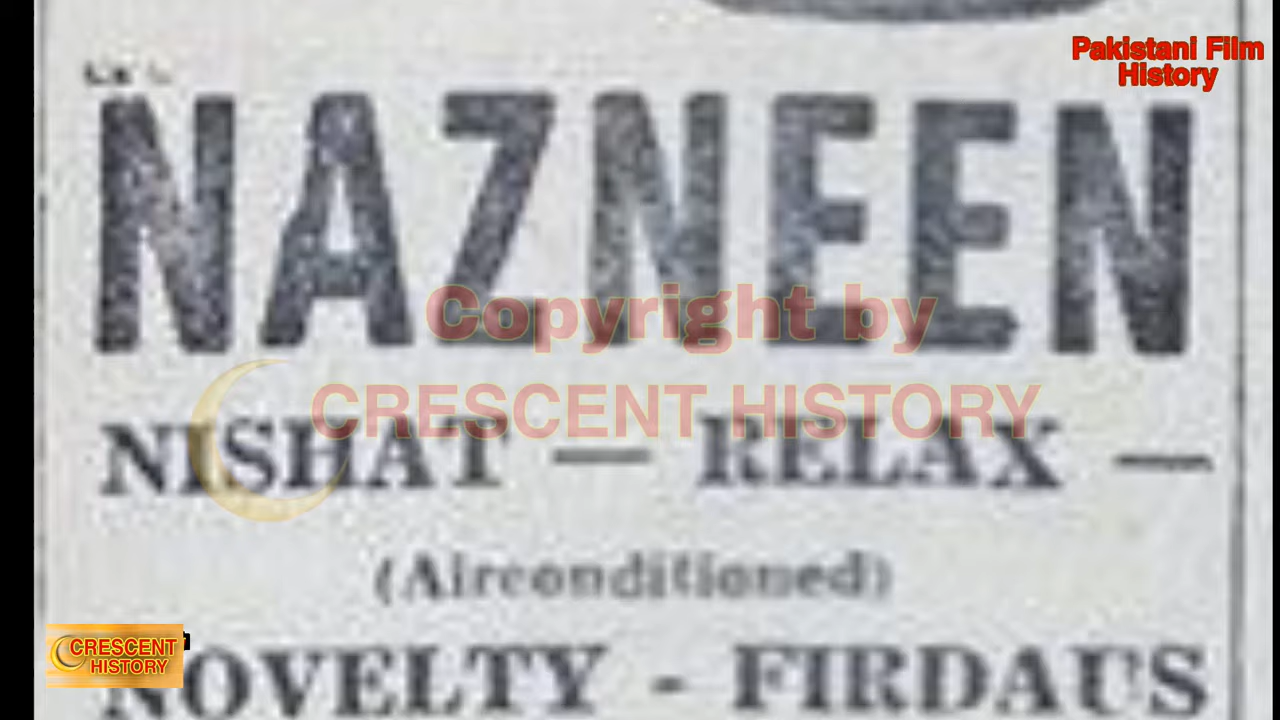 Pakistani Film
History
NAZNEEN
Copyright by
CRESCENT HISTORY
NISHAT — RELAX —
(Airconditioned)
CRESCENT
HISTORY
NOVELTY - FIRDAUS